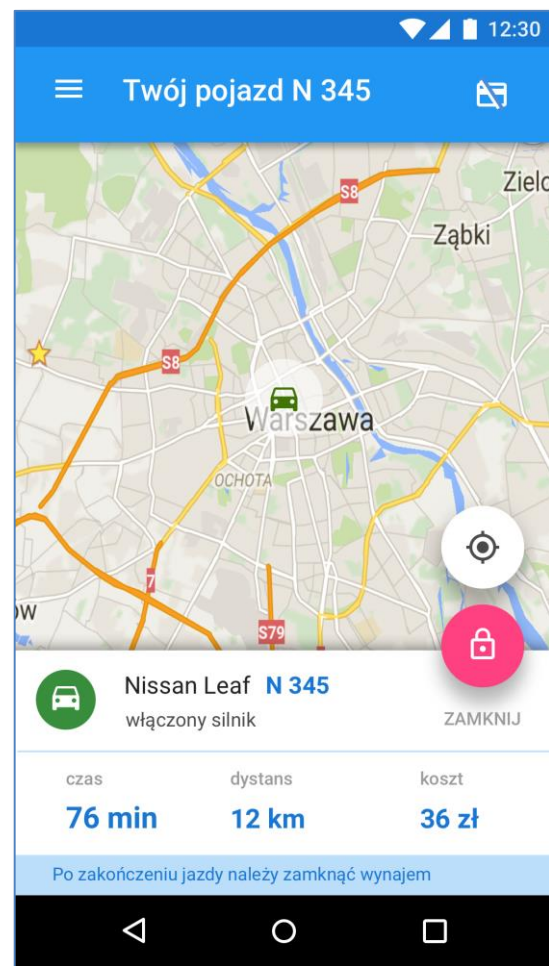 12:30
Twój pojazd N 345
S8
Ząbki
S8
Warszawa
OCHOTA
7
S79
Nissan Leaf N 345
włączony silnik
ZAMKNIJ
czas dystans koszt
76 min 12 km 36 zł
Po zakończeniu jazdy należy zamknąć wynajem